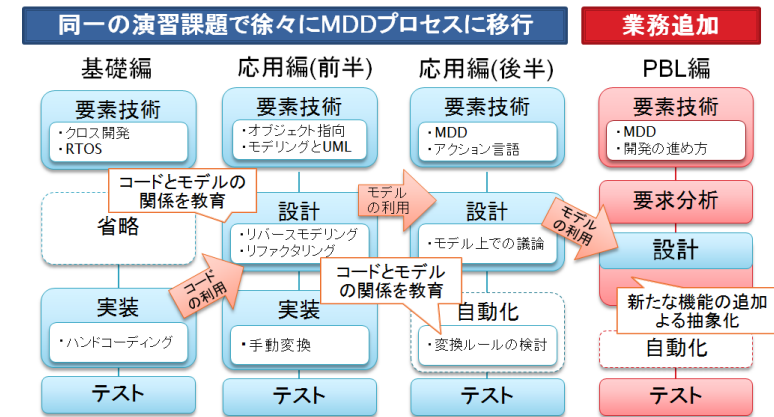 同一の演習課題で徐々にMDDプロセスに移行
業務追加
基礎編
要素技術
・クロス開発
・RTOS
省略
実装
・ハンドコーディング
テスト
コードとモデルの
関係を教育
コード
の利用
応用編(前半)
要素技術
・オブジェクト指向
・モデリングとUML
設計
・リバースモデリング
・リファクタリング
実装
・手動変換
テスト
モデル
の利用
コードとモデル
の関係を教育
応用編(後半)
要素技術
・MDD
・アクション言語
設計
・モデル上での議論
自動化
・変換ルールの検討
テスト
モデル
の利用
PBL編
要素技術
・MDD
・開発の進め方
要求分析
設計
新たな機能の追加
よる抽象化
自動化
テスト